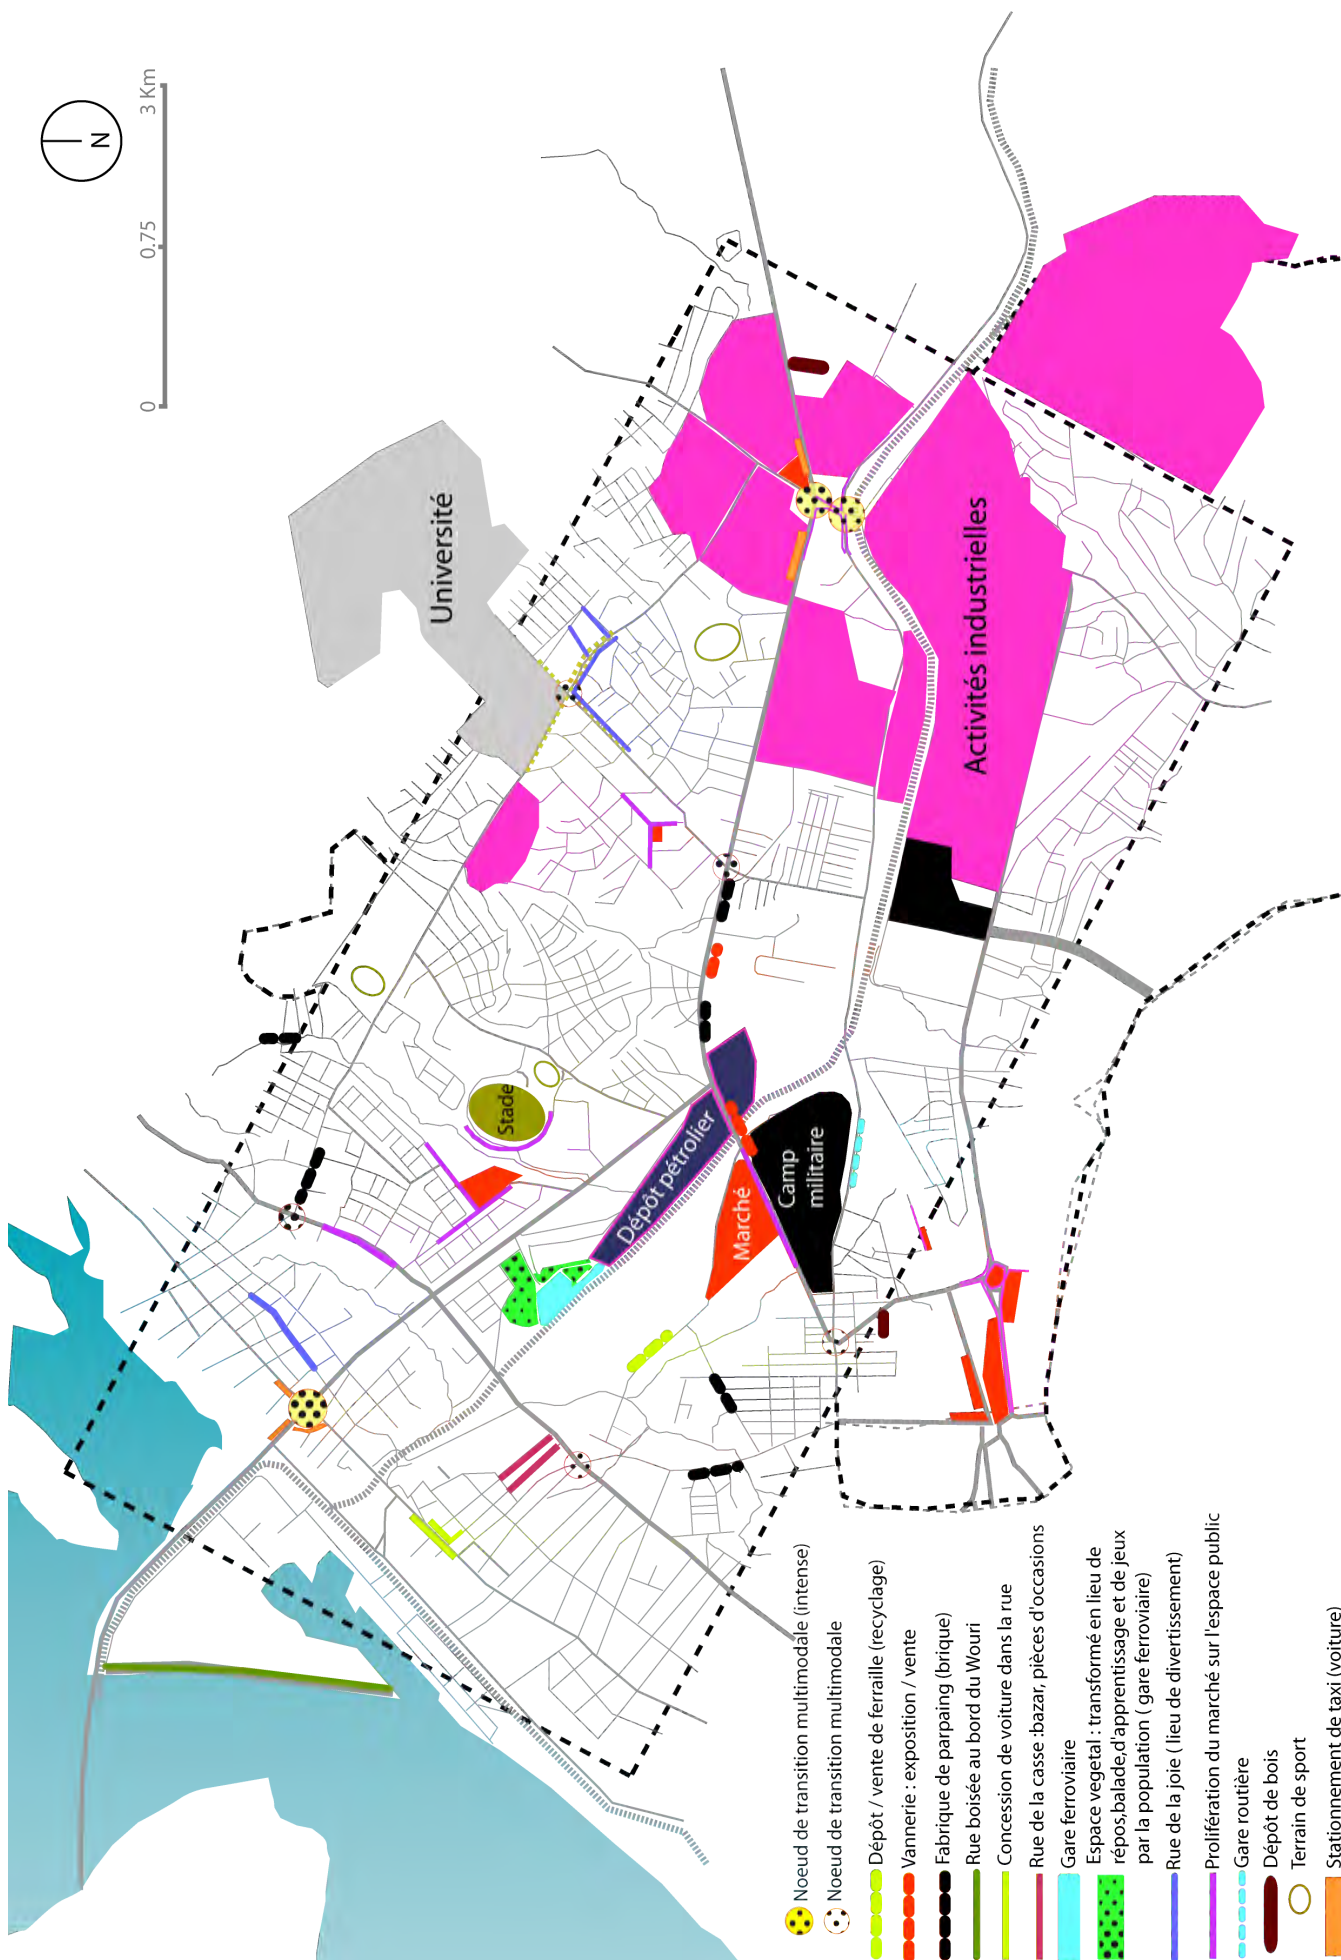 N
0
0.75
3 Km
Université
Activités industrielles
Stade
Dépôt pétrolier
Marché
Camp
militaire
Noeud de transition multimodale (intense)
Noeud de transition multimodale
Dépôt / vente de ferraille (recyclage)
Vannerie : exposition / vente
Fabrique de parpaing (brique)
Rue boisée au bord du Wouri
Concession de voiture dans la rue
Rue de la casse :bazar, pièces d'occasions
Gare ferroviaire
Espace vegetal : transformé en lieu de
répos,balade,d'apprentissage et de jeux
par la population ( gare ferroviaire)
Rue de la joie ( lieu de divertissement)
Prolifération du marché sur l'espace public
Gare routière
Dépôt de bois
Terrain de sport
Stationnement de taxi (voiture)